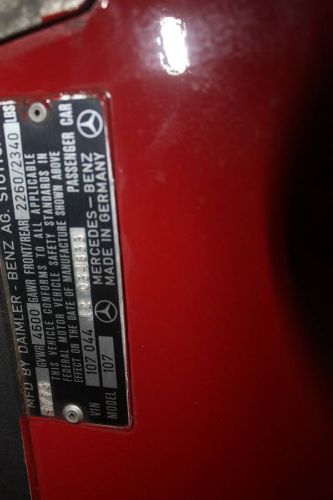 MFD BY DAIMLER-BENZ AG. STUTTG
GVWR 4600 GAWR FRONT/REAR 2260/2340 LBS
THIS VEHICLE CONFORMS TO ALL APPLICABLE
FEDERAL MOTOR VEHICLE SAFETY STANDARDS IN
EFFECT ON THE DATE OF MANUFACTURE SHOWN ABOVE
PASSENGER CAR
VIN 107 044
MODEL 107
MERCEDES-BENZ
MADE IN GERMANY